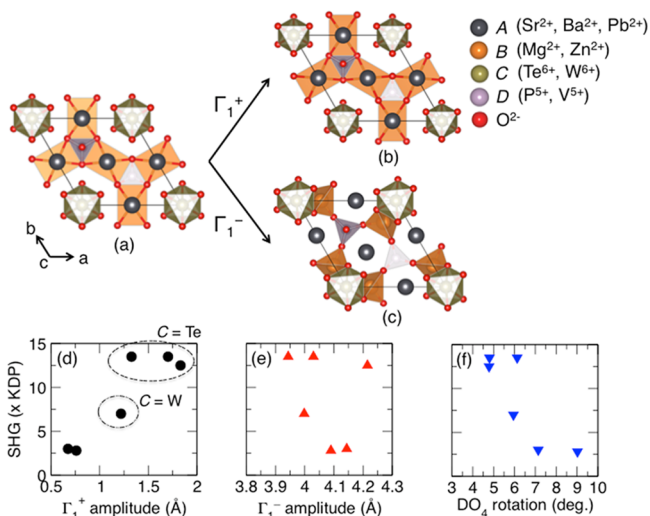 A (Sr2+, Ba2+, Pb2+)
B (Mg2+, Zn2+)
C (Te6+, W6+)
D (P5+, V5+)
O2-
Γ1+
(b)
b
c a
(a)
Γ1−
(c)
(d) C = Te
C = W
SHG (x KDP)
15
10
5
0
0.5 1 1.5 2
Γ1+ amplitude (Å)
(e)
3.8 3.9 4 4.1 4.2 4.3
Γ1− amplitude (Å)
(f)
3 4 5 6 7 8 9 10
DO4 rotation (deg.)